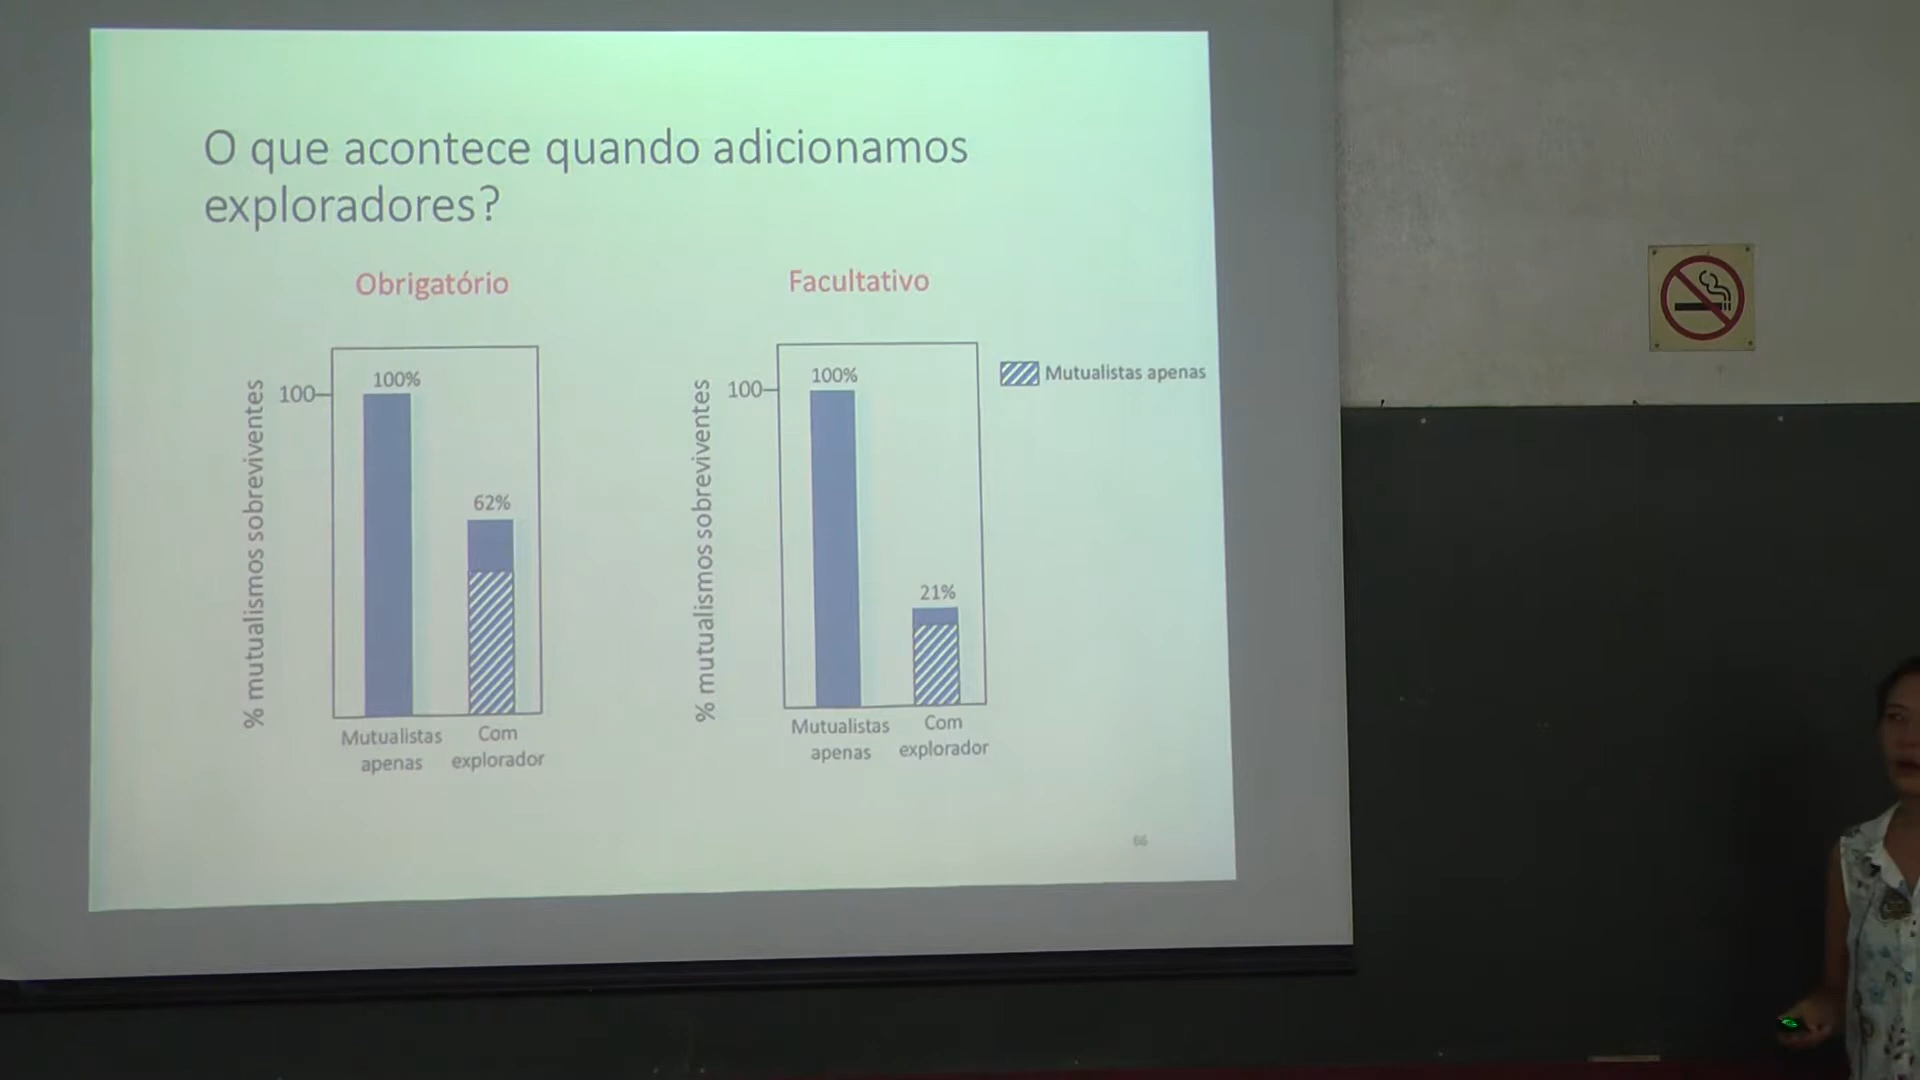 O que acontece quando adicionamos
exploradores?
Obrigatório
% mutualismos sobreviventes
100
100%
62%
Mutualistas
apenas
Com
explorador
Facultativo
% mutualismos sobreviventes
100
100%
21%
Mutualistas
apenas
Com
explorador
Mutualistas apenas
66